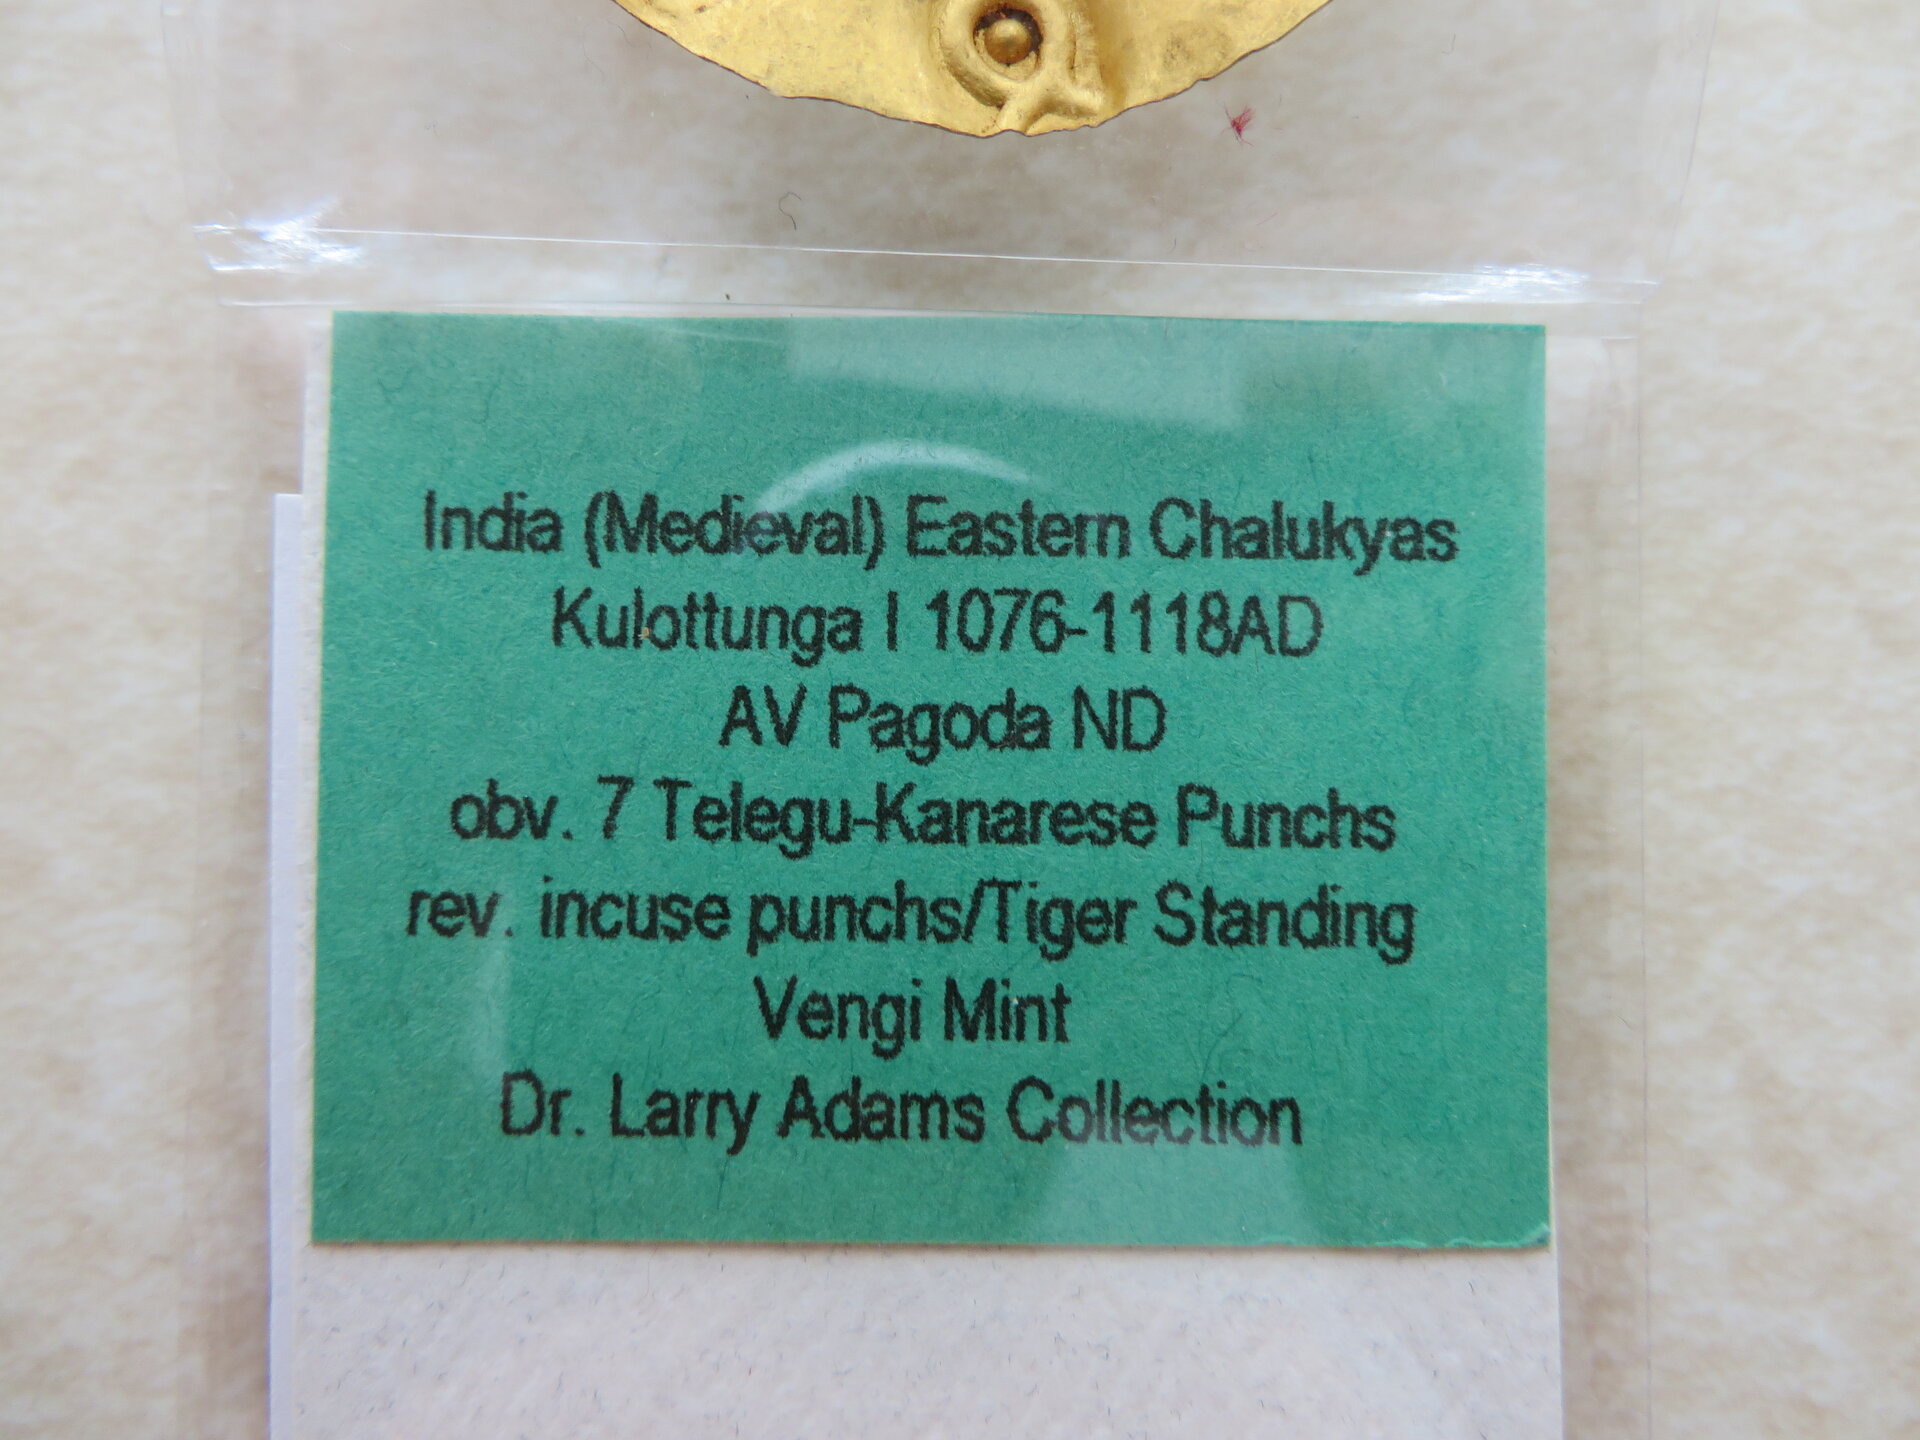 India (Medieval) Eastern Chalukyas
Kulottunga I 1076-1118AD
AV Pagoda ND
obv. 7 Telegu-Kanarese Punchs
rev. incuse punchs/Tiger Standing
Vengi Mint
Dr. Larry Adams Collection